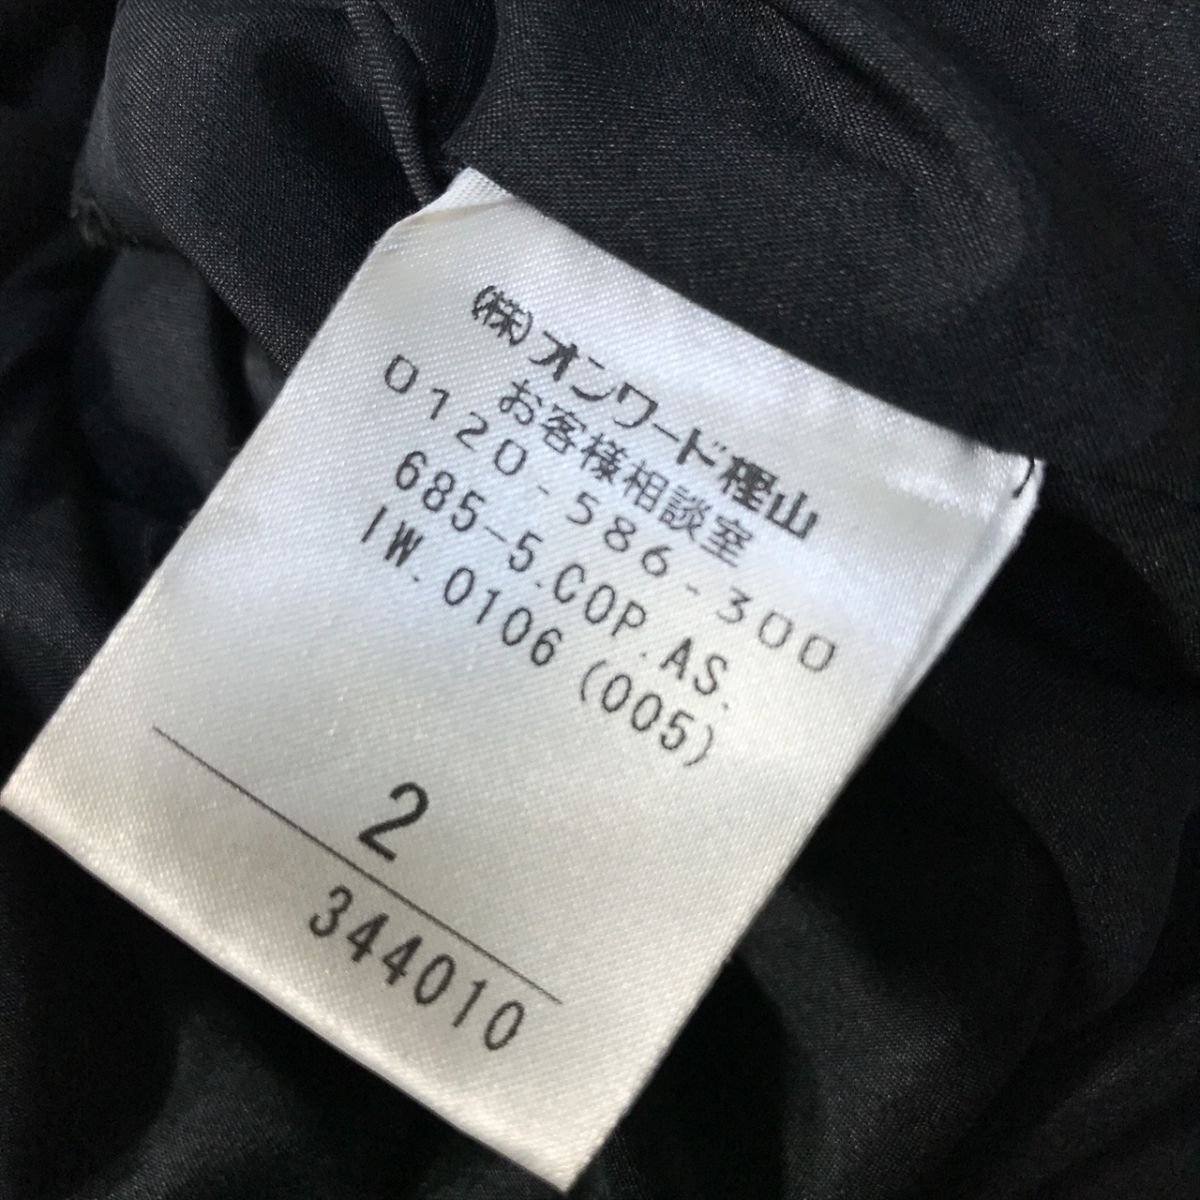 (株)オンワード樫山
お客様相談室
0120-586-300
685-5.COP.AS.
IW.0106(005)
2
344010